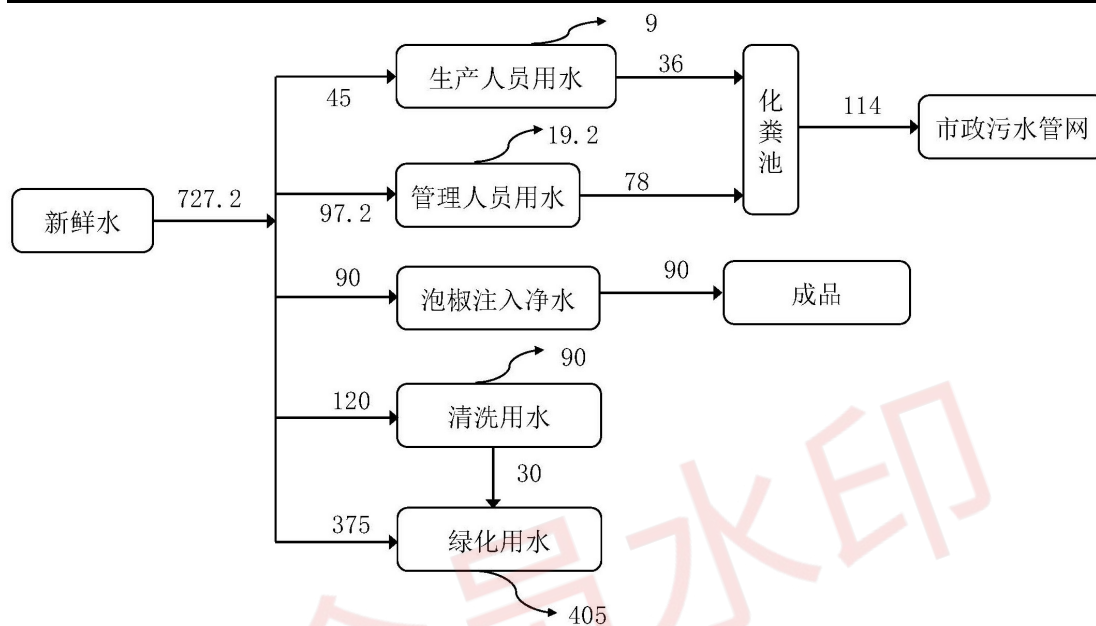 9
生产人员用水
36
45
化粪池
114
市政污水管网
19.2
管理人员用水
78
97.2
新鲜水
727.2
90
泡椒注入净水
90
成品
90
120
清洗用水
30
375
绿化用水
405
水印